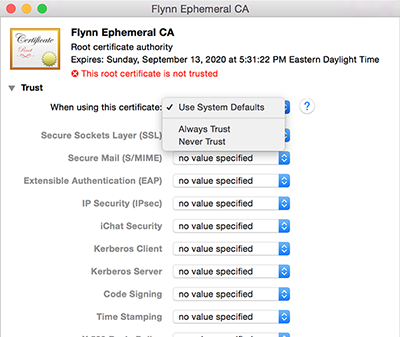 Flynn Ephemeral CA
Certificate
Root
Flynn Ephemeral CA
Root certificate authority
Expires: Sunday, September 13, 2020 at 5:31:22 PM Eastern Daylight Time
This root certificate is not trusted
Trust
When using this certificate: ✓ Use System Defaults ?
Always Trust
Never Trust
Secure Sockets Layer (SSL)
Secure Mail (S/MIME) no value specified
Extensible Authentication (EAP) no value specified
IP Security (IPsec) no value specified
iChat Security no value specified
Kerberos Client no value specified
Kerberos Server no value specified
Code Signing no value specified
Time Stamping no value specified